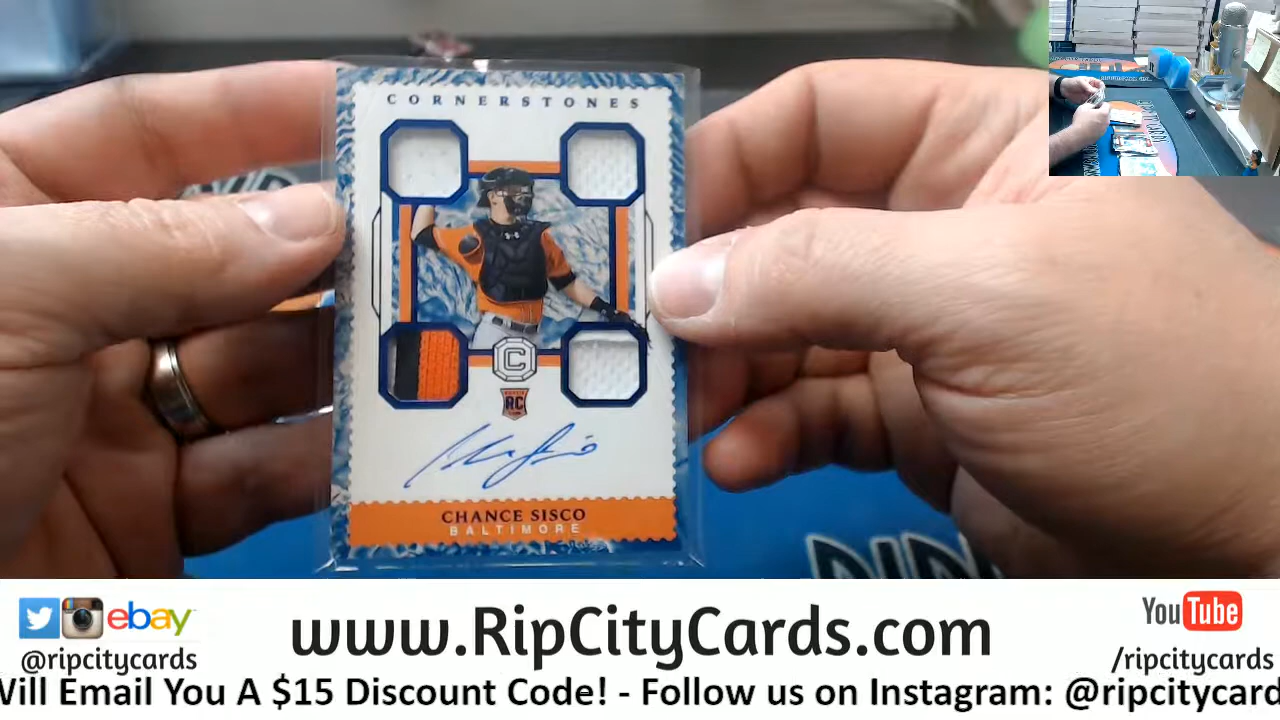 CORNERSTONES
C
RC
CHANCE SISCO
BALTIMORE
ebay
www.RipCityCards.com
YouTube
@ripcitycards
/ripcitycards
Will Email You A $15 Discount Code! - Follow us on Instagram: @ripcitycard